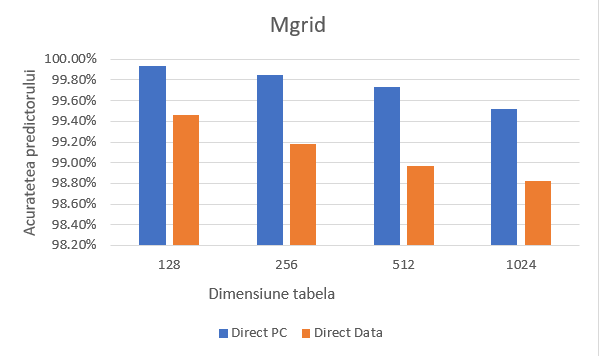 Mgrid
Acuratetea predictorului
100.00%
99.80%
99.60%
99.40%
99.20%
99.00%
98.80%
98.60%
98.40%
98.20%
128 256 512 1024
Dimensiune tabela
Direct PC Direct Data